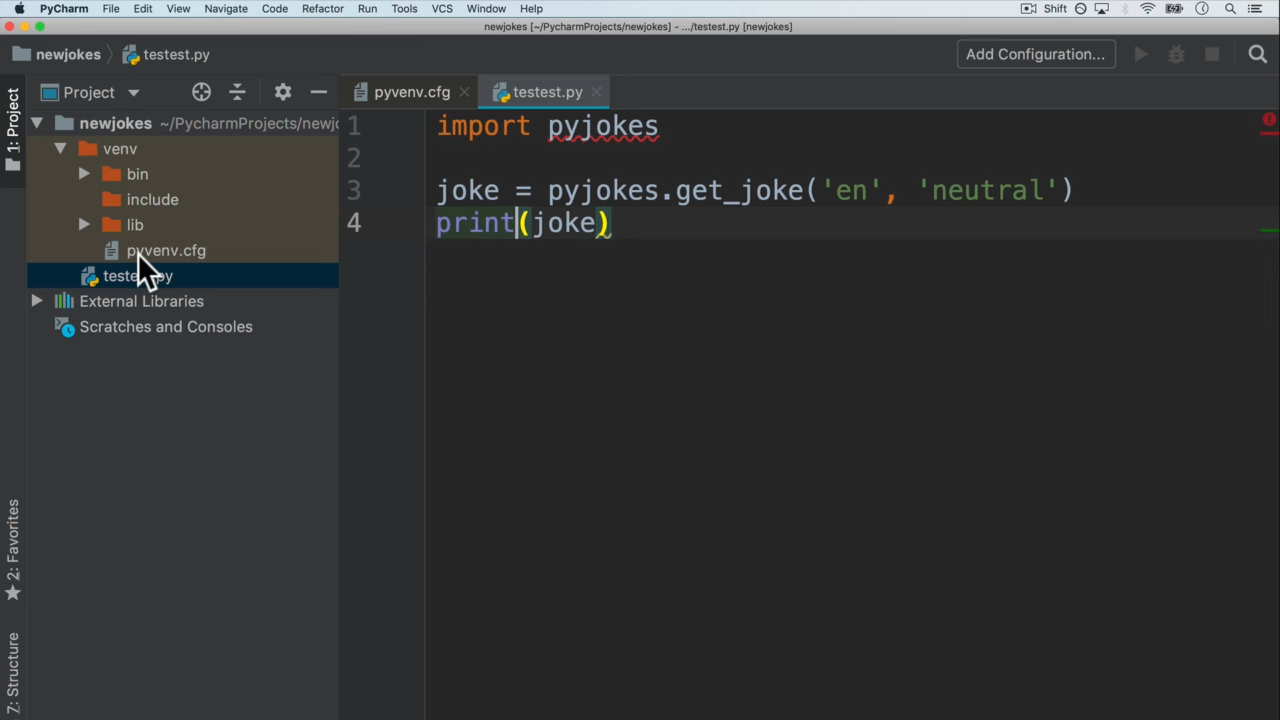 PyCharm File Edit View Navigate Code Refactor Run Tools VCS Window Help Shift
newjokes [~/PycharmProjects/newjokes] - .../testest.py [newjokes]
newjokes testest.py Add Configuration...
1: Project
Project
pyvenv.cfg testest.py
newjokes ~/PycharmProjects/newjo
venv
bin
include
lib
pyvenv.cfg
External Libraries
Scratches and Consoles
1 import pyjokes
2
3 joke = pyjokes.get_joke('en', 'neutral')
4 print(joke)
2: Favorites
Z: Structure